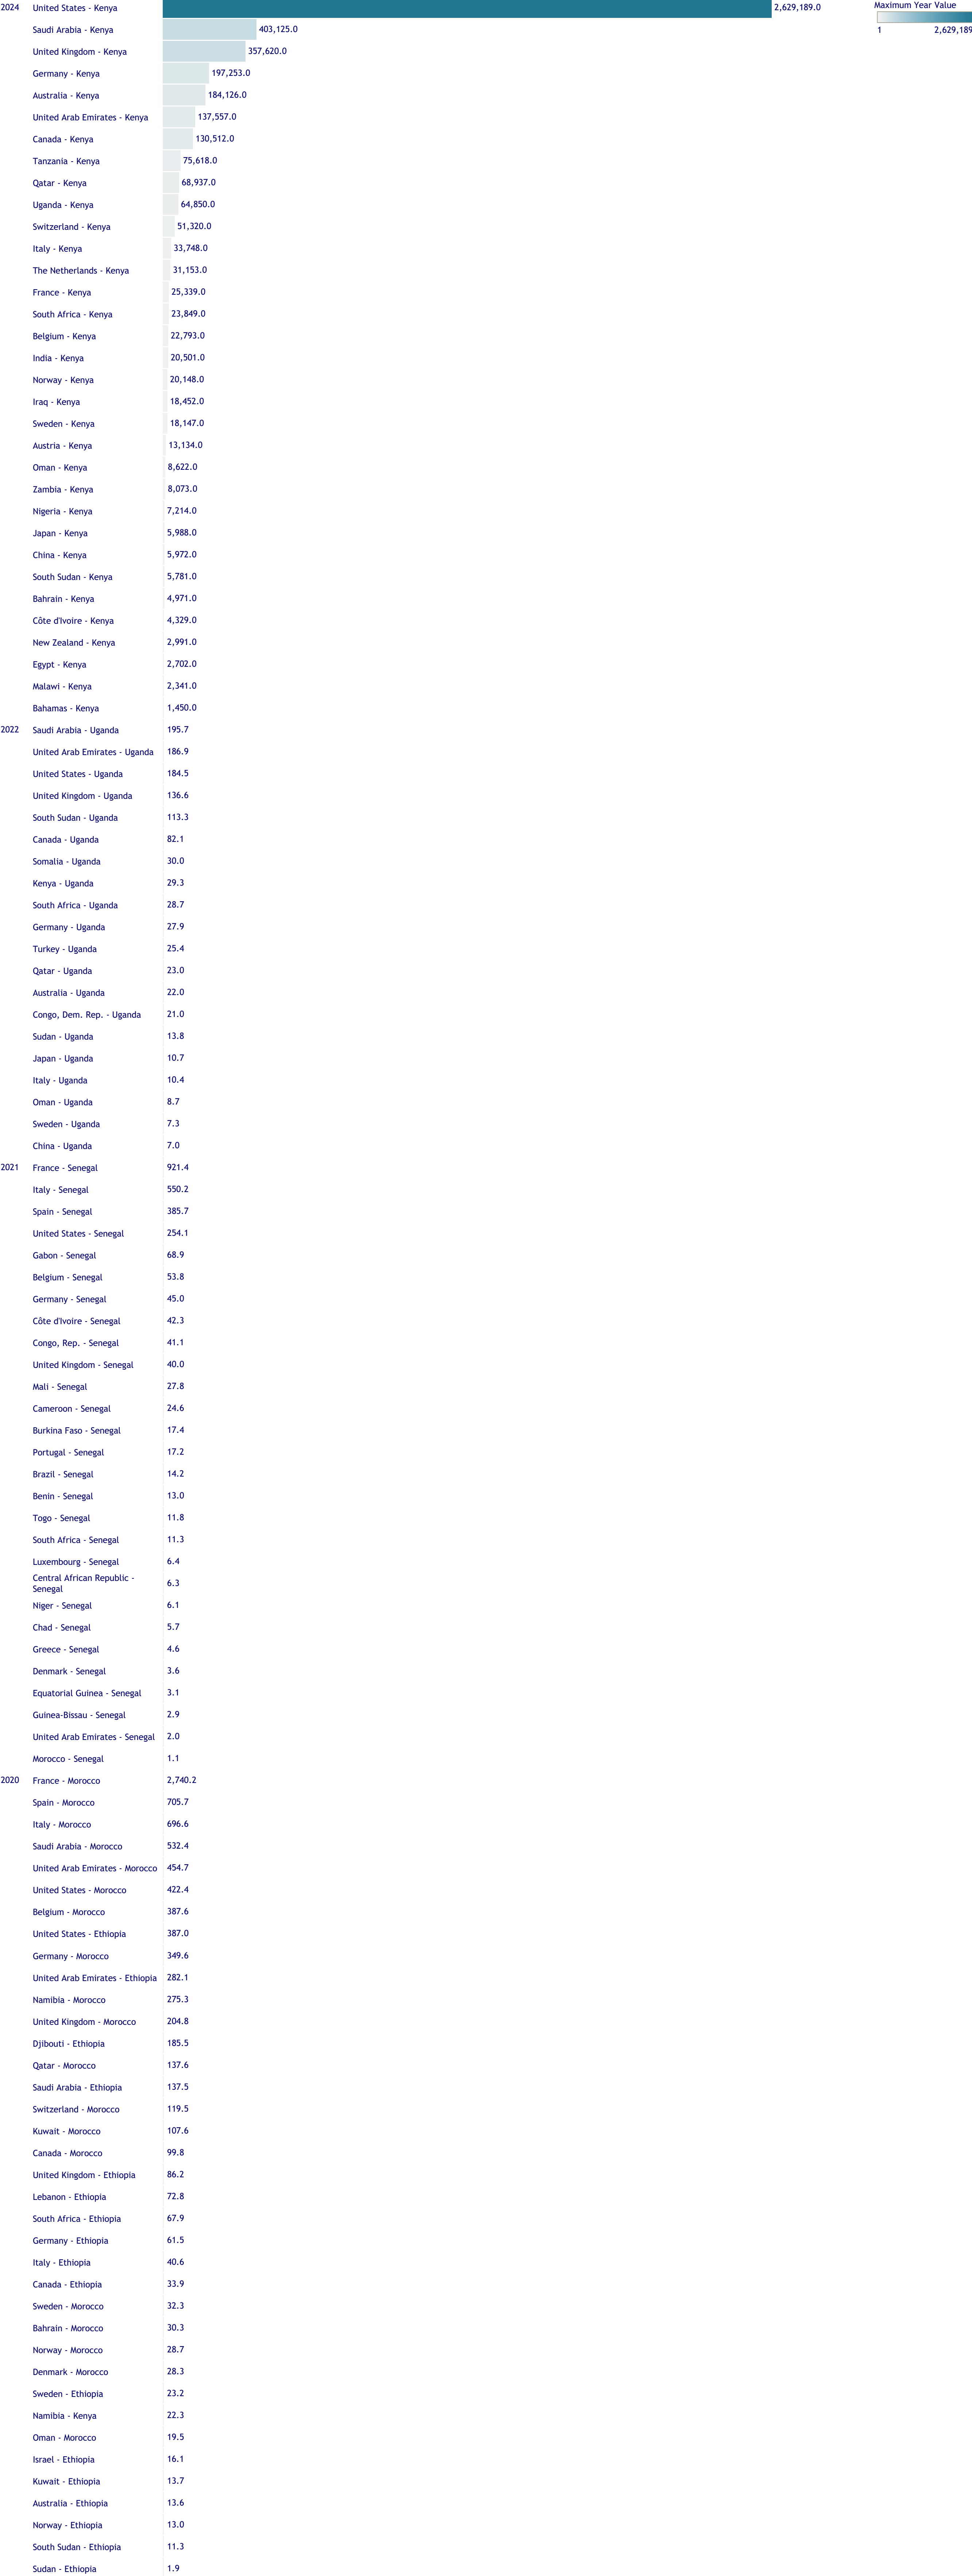 2024 United States - Kenya 2,629,189.0
Maximum Year Value
1 2,629,189
Saudi Arabia - Kenya 403,125.0
United Kingdom - Kenya 357,620.0
Germany - Kenya 197,253.0
Australia - Kenya 184,126.0
United Arab Emirates - Kenya 137,557.0
Canada - Kenya 130,512.0
Tanzania - Kenya 75,618.0
Qatar - Kenya 68,937.0
Uganda - Kenya 64,850.0
Switzerland - Kenya 51,320.0
Italy - Kenya 33,748.0
The Netherlands - Kenya 31,153.0
France - Kenya 25,339.0
South Africa - Kenya 23,849.0
Belgium - Kenya 22,793.0
India - Kenya 20,501.0
Norway - Kenya 20,148.0
Iraq - Kenya 18,452.0
Sweden - Kenya 18,147.0
Austria - Kenya 13,134.0
Oman - Kenya 8,622.0
Zambia - Kenya 8,073.0
Nigeria - Kenya 7,214.0
Japan - Kenya 5,988.0
China - Kenya 5,972.0
South Sudan - Kenya 5,781.0
Bahrain - Kenya 4,971.0
Côte d'Ivoire - Kenya 4,329.0
New Zealand - Kenya 2,991.0
Egypt - Kenya 2,702.0
Malawi - Kenya 2,341.0
Bahamas - Kenya 1,450.0
2022 Saudi Arabia - Uganda 195.7
United Arab Emirates - Uganda 186.9
United States - Uganda 184.5
United Kingdom - Uganda 136.6
South Sudan - Uganda 113.3
Canada - Uganda 82.1
Somalia - Uganda 30.0
Kenya - Uganda 29.3
South Africa - Uganda 28.7
Germany - Uganda 27.9
Turkey - Uganda 25.4
Qatar - Uganda 23.0
Australia - Uganda 22.0
Congo, Dem. Rep. - Uganda 21.0
Sudan - Uganda 13.8
Japan - Uganda 10.7
Italy - Uganda 10.4
Oman - Uganda 8.7
Sweden - Uganda 7.3
China - Uganda 7.0
2021 France - Senegal 921.4
Italy - Senegal 550.2
Spain - Senegal 385.7
United States - Senegal 254.1
Gabon - Senegal 68.9
Belgium - Senegal 53.8
Germany - Senegal 45.0
Côte d'Ivoire - Senegal 42.3
Congo, Rep. - Senegal 41.1
United Kingdom - Senegal 40.0
Mali - Senegal 27.8
Cameroon - Senegal 24.6
Burkina Faso - Senegal 17.4
Portugal - Senegal 17.2
Brazil - Senegal 14.2
Benin - Senegal 13.0
Togo - Senegal 11.8
South Africa - Senegal 11.3
Luxembourg - Senegal 6.4
Central African Republic -
Senegal 6.3
Niger - Senegal 6.1
Chad - Senegal 5.7
Greece - Senegal 4.6
Denmark - Senegal 3.6
Equatorial Guinea - Senegal 3.1
Guinea-Bissau - Senegal 2.9
United Arab Emirates - Senegal 2.0
Morocco - Senegal 1.1
2020 France - Morocco 2,740.2
Spain - Morocco 705.7
Italy - Morocco 696.6
Saudi Arabia - Morocco 532.4
United Arab Emirates - Morocco 454.7
United States - Morocco 422.4
Belgium - Morocco 387.6
United States - Ethiopia 387.0
Germany - Morocco 349.6
United Arab Emirates - Ethiopia 282.1
Namibia - Morocco 275.3
United Kingdom - Morocco 204.8
Djibouti - Ethiopia 185.5
Qatar - Morocco 137.6
Saudi Arabia - Ethiopia 137.5
Switzerland - Morocco 119.5
Kuwait - Morocco 107.6
Canada - Morocco 99.8
United Kingdom - Ethiopia 86.2
Lebanon - Ethiopia 72.8
South Africa - Ethiopia 67.9
Germany - Ethiopia 61.5
Italy - Ethiopia 40.6
Canada - Ethiopia 33.9
Sweden - Morocco 32.3
Bahrain - Morocco 30.3
Norway - Morocco 28.7
Denmark - Morocco 28.3
Sweden - Ethiopia 23.2
Namibia - Kenya 22.3
Oman - Morocco 19.5
Israel - Ethiopia 16.1
Kuwait - Ethiopia 13.7
Australia - Ethiopia 13.6
Norway - Ethiopia 13.0
South Sudan - Ethiopia 11.3
Sudan - Ethiopia 1.9